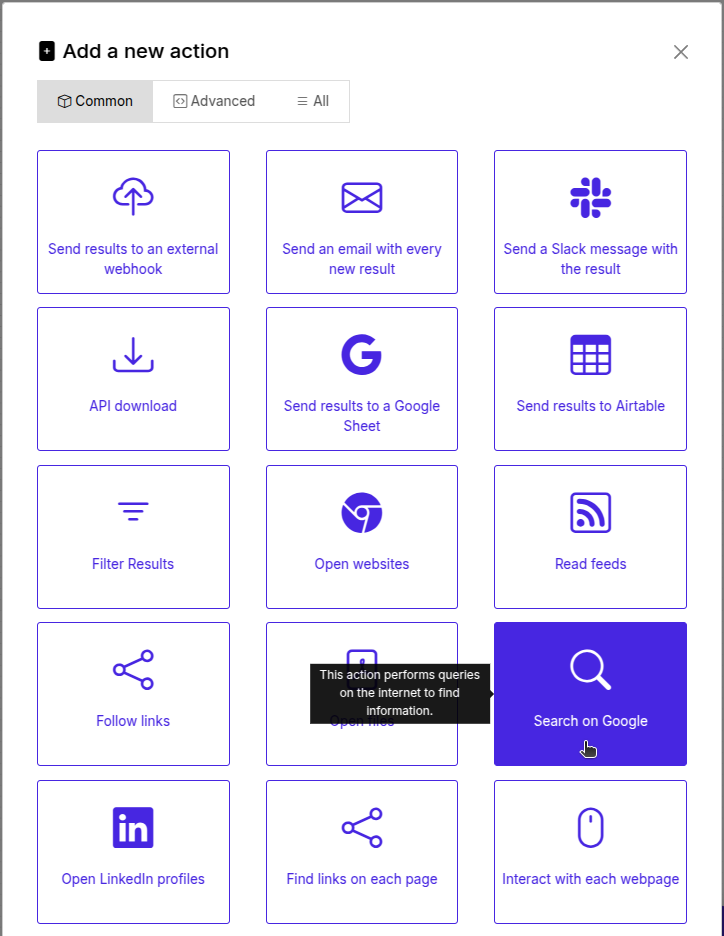 Add a new action
Common
Advanced
All
Send results to an external
webhook
Send an email with every
new result
Send a Slack message with
the result
API download
Send results to a Google
Sheet
Send results to Airtable
Filter Results
Open websites
Read feeds
Follow links
This action performs queries
on the internet to find
information.
Open files
Search on Google
Open LinkedIn profiles
Find links on each page
Interact with each webpage